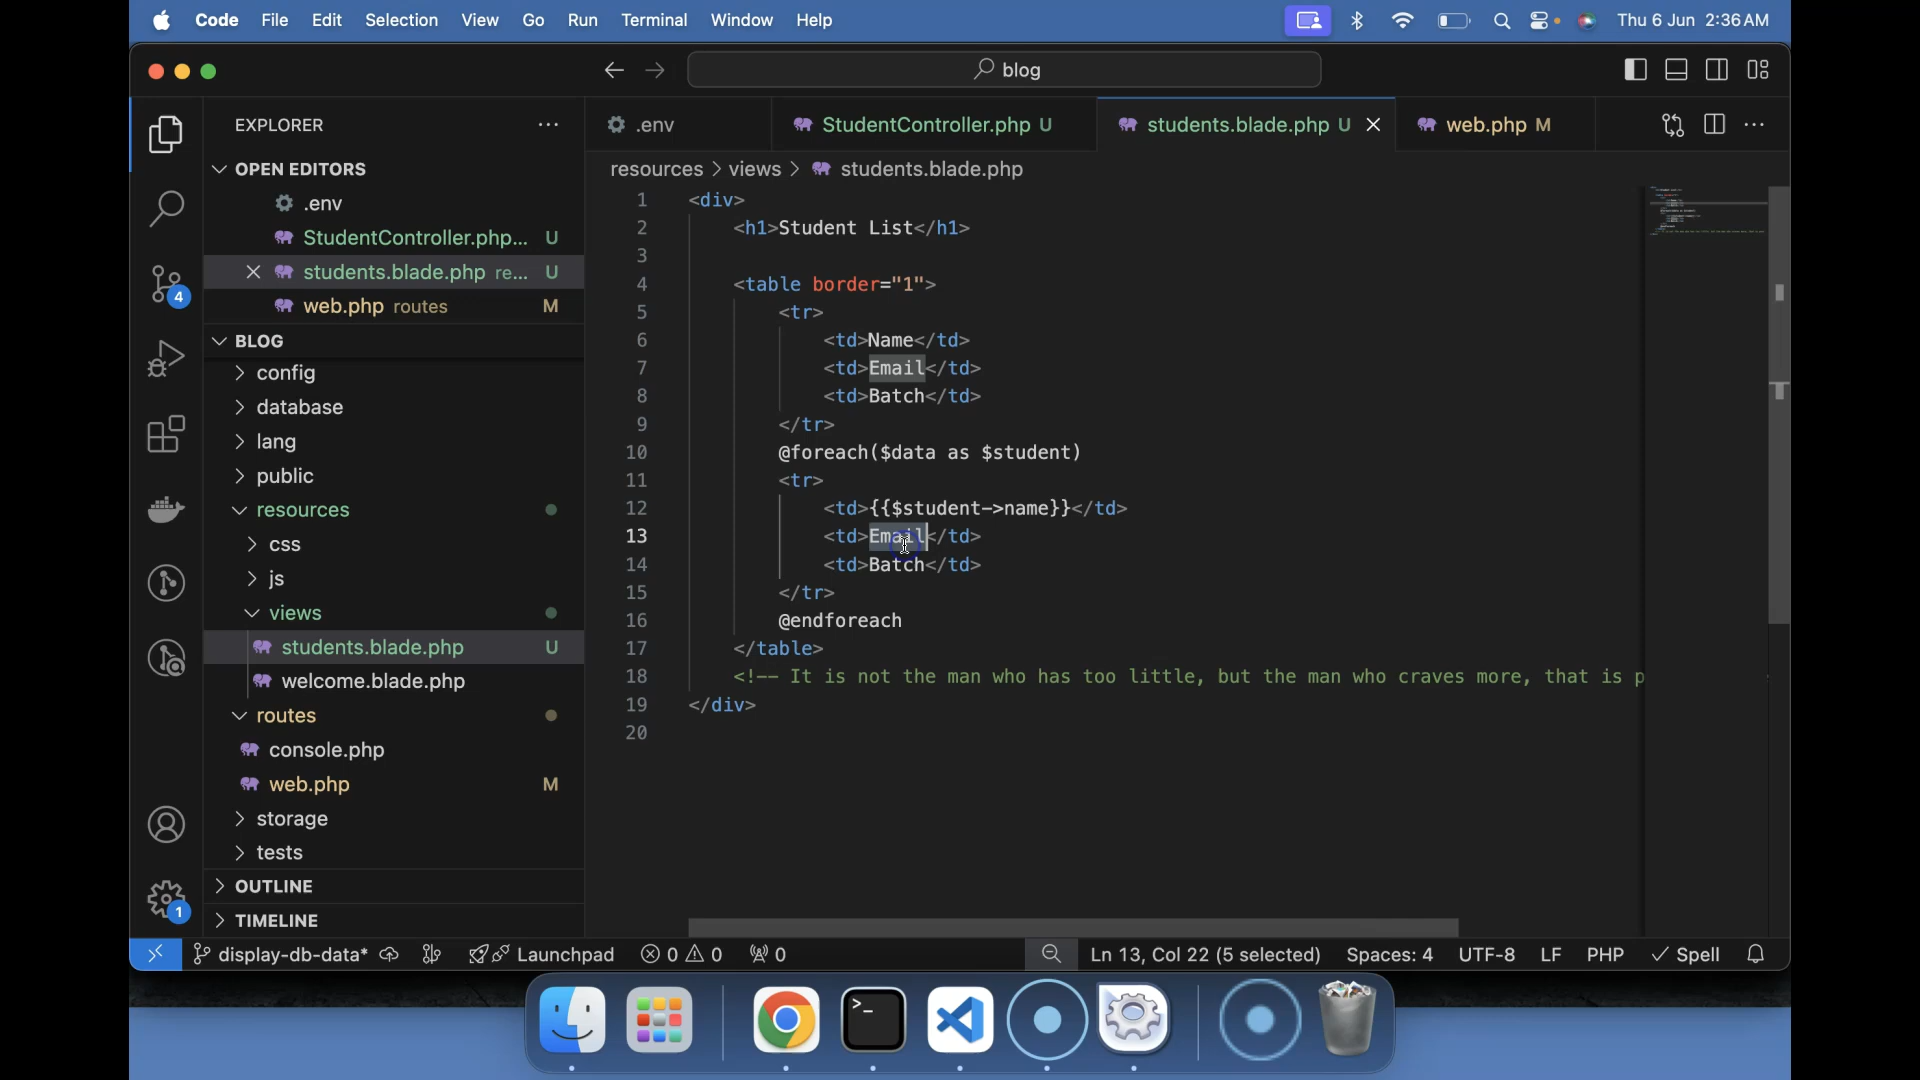 Code File Edit Selection View Go Run Terminal Window Help Thu 6 Jun 2:36 AM
blog
EXPLORER
.env StudentController.php U students.blade.php U web.php M
OPEN EDITORS
resources > views > students.blade.php
.env
StudentController.php... U
students.blade.php re... U
web.php routes M
BLOG
config
database
lang
public
resources
css
js
views
students.blade.php U
welcome.blade.php
routes
console.php
web.php M
storage
tests
OUTLINE
TIMELINE
1 <div>
2 <h1>Student List</h1>
3
4 <table border="1">
5 <tr>
6 <td>Name</td>
7 <td>Email</td>
8 <td>Batch</td>
9 </tr>
10 @foreach($data as $student)
11 <tr>
12 <td>{{$student->name}}</td>
13 <td>Email</td>
14 <td>Batch</td>
15 </tr>
16 @endforeach
17 </table>
18 <!-- It is not the man who has too little, but the man who craves more, that is p
19 </div>
20
4
1
display-db-data* Launchpad 0 0 0 Ln 13, Col 22 (5 selected) Spaces: 4 UTF-8 LF PHP Spell